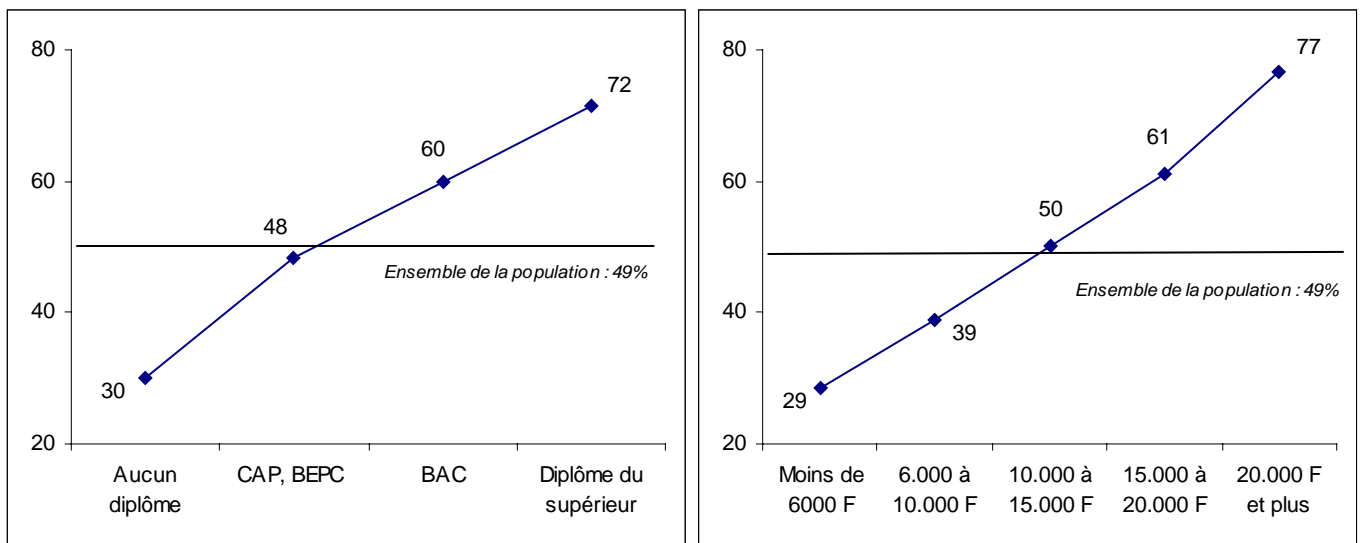 80
72
60
60
48
Ensemble de la population : 49%
40
30
20
Aucun
diplôme
CAP, BEPC
BAC
Diplôme du
supérieur
80
77
61
60
50
Ensemble de la population : 49%
40
39
29
20
Moins de
6000 F
6.000 à
10.000 F
10.000 à
15.000 F
15.000 à
20.000 F
20.000 F
et plus